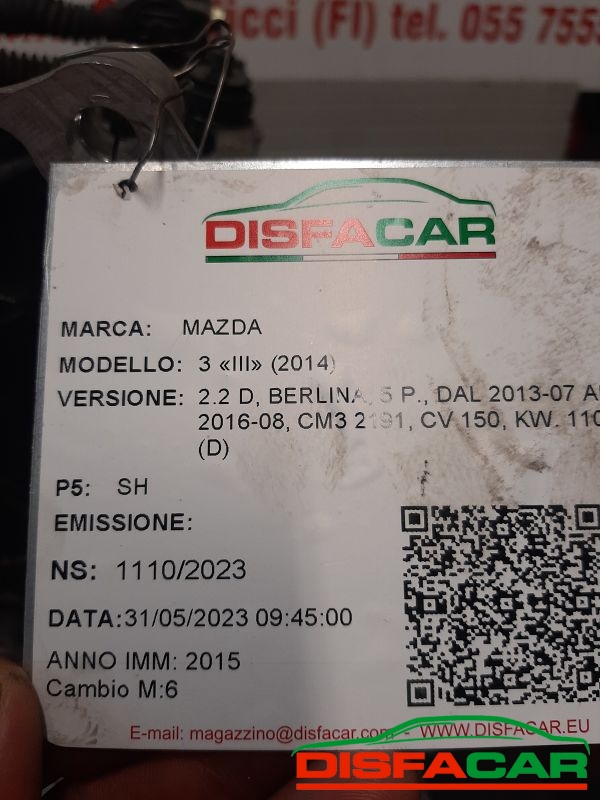 icci (FI) tel. 055 755
DISFACAR
MARCA: MAZDA
MODELLO: 3 «III» (2014)
VERSIONE: 2.2 D, BERLINA, 5 P., DAL 2013-07 A
2016-08, CM3 2191, CV 150, KW. 110
(D)
P5: SH
EMISSIONE:
NS: 1110/2023
DATA:31/05/2023 09:45:00
ANNO IMM: 2015
Cambio M:6
E-mail: magazzino@disfacar.com - WWW.DISFACAR.EU
DISFACAR